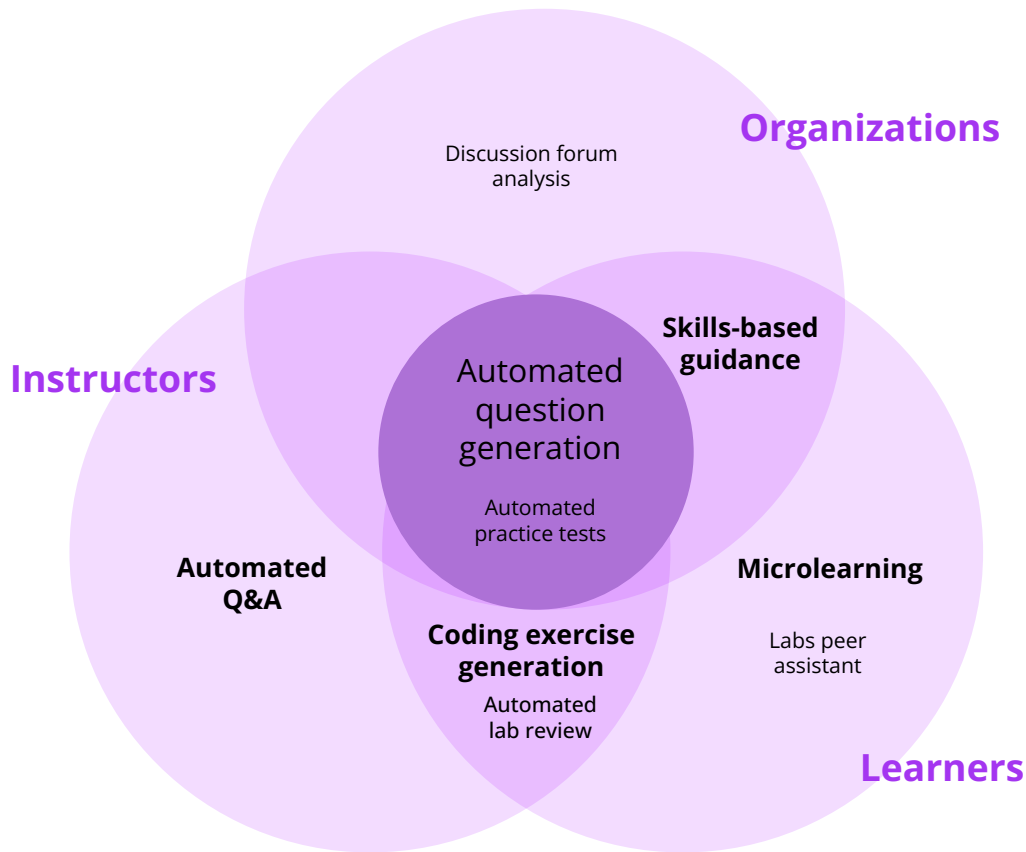 Organizations
Discussion forum
analysis
Skills-based
guidance
Instructors
Automated
question
generation
Automated
practice tests
Automated
Q&A
Microlearning
Coding exercise
generation
Labs peer
assistant
Automated
lab review
Learners